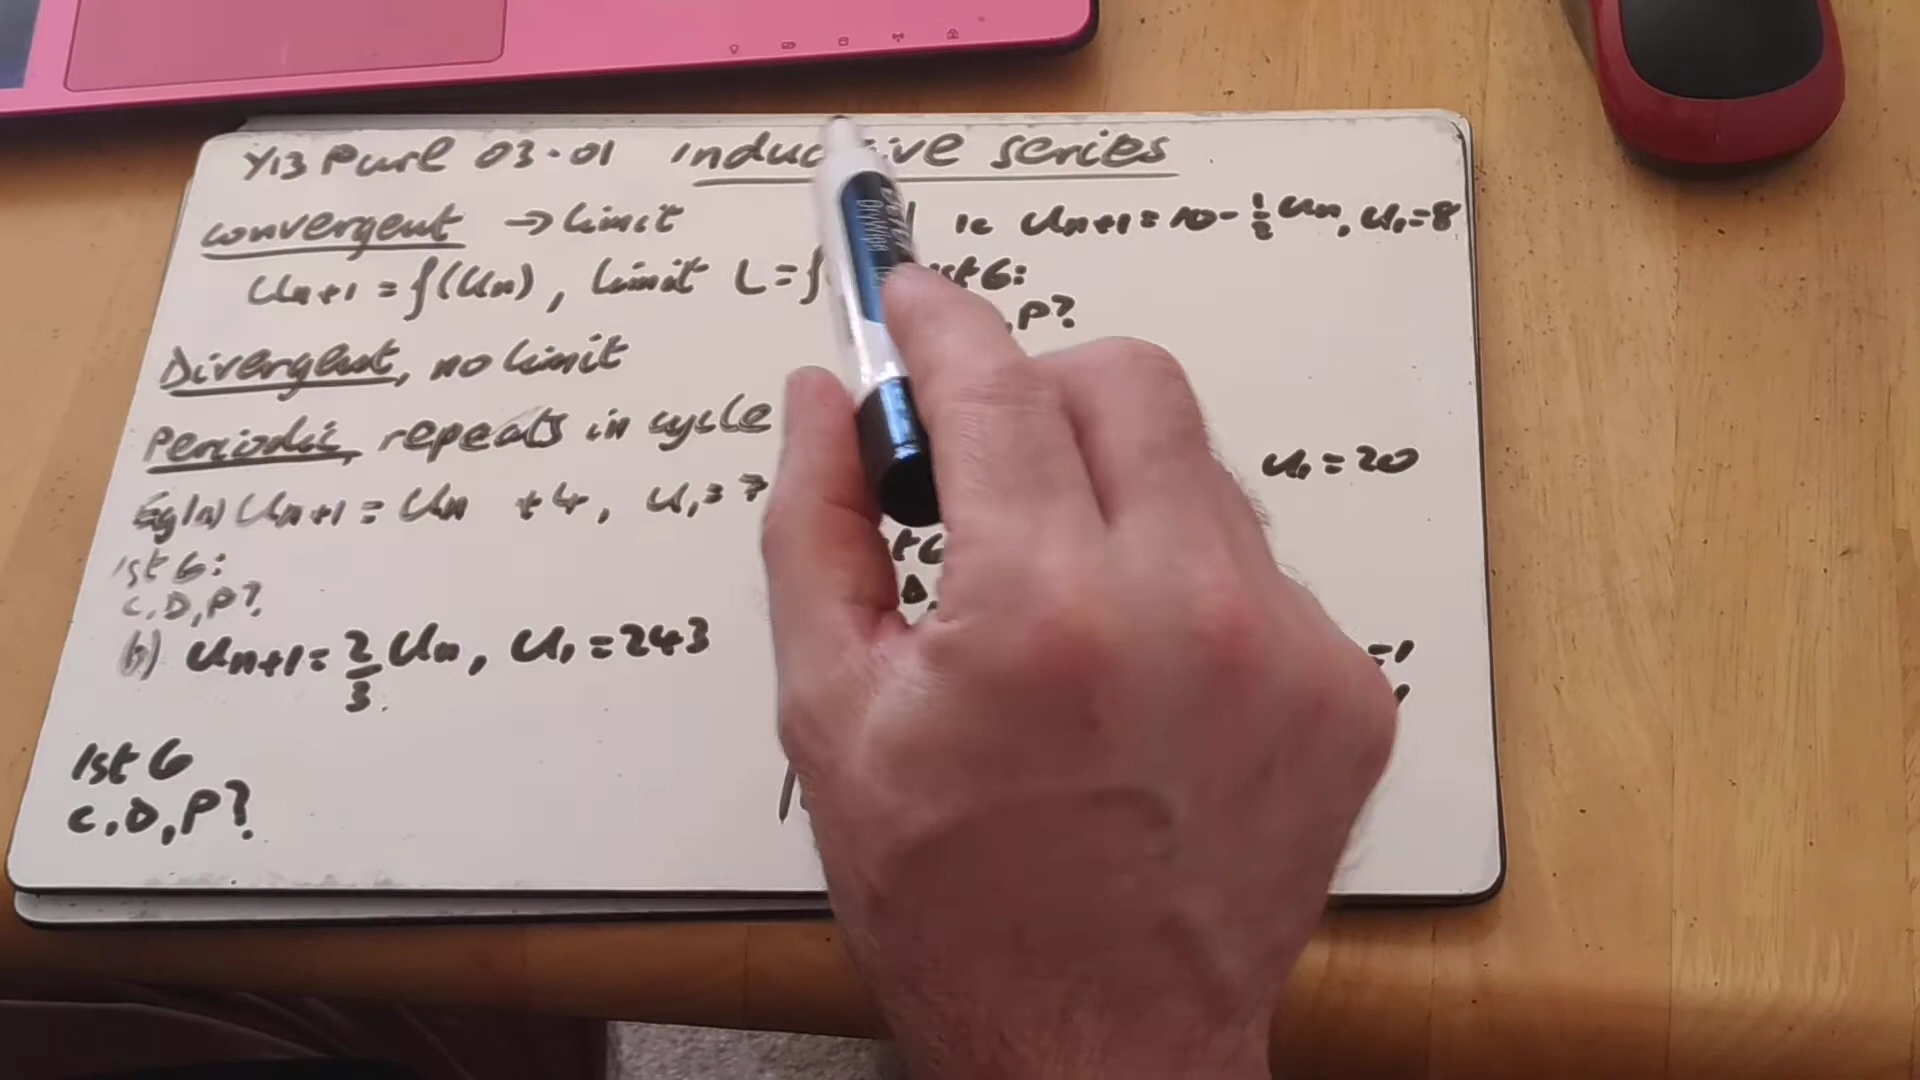 Y13 Pure 03.01 Inductive series
convergent → limit
Un+1 = f(Un), limit L = f
Divergent, no limit
Periodic, repeats in cycle
Eg1a) Un+1 = Un +4, U1 = 7
1st 6:
C, D, P?
b) Un+1 = 2/3 Un, U1 = 243
1st 6
C, D, P?
1c Un+1 = 10 - 1/2 Un, U1 = 8
1st 6:
, P?
U1 = 20
DryWipe